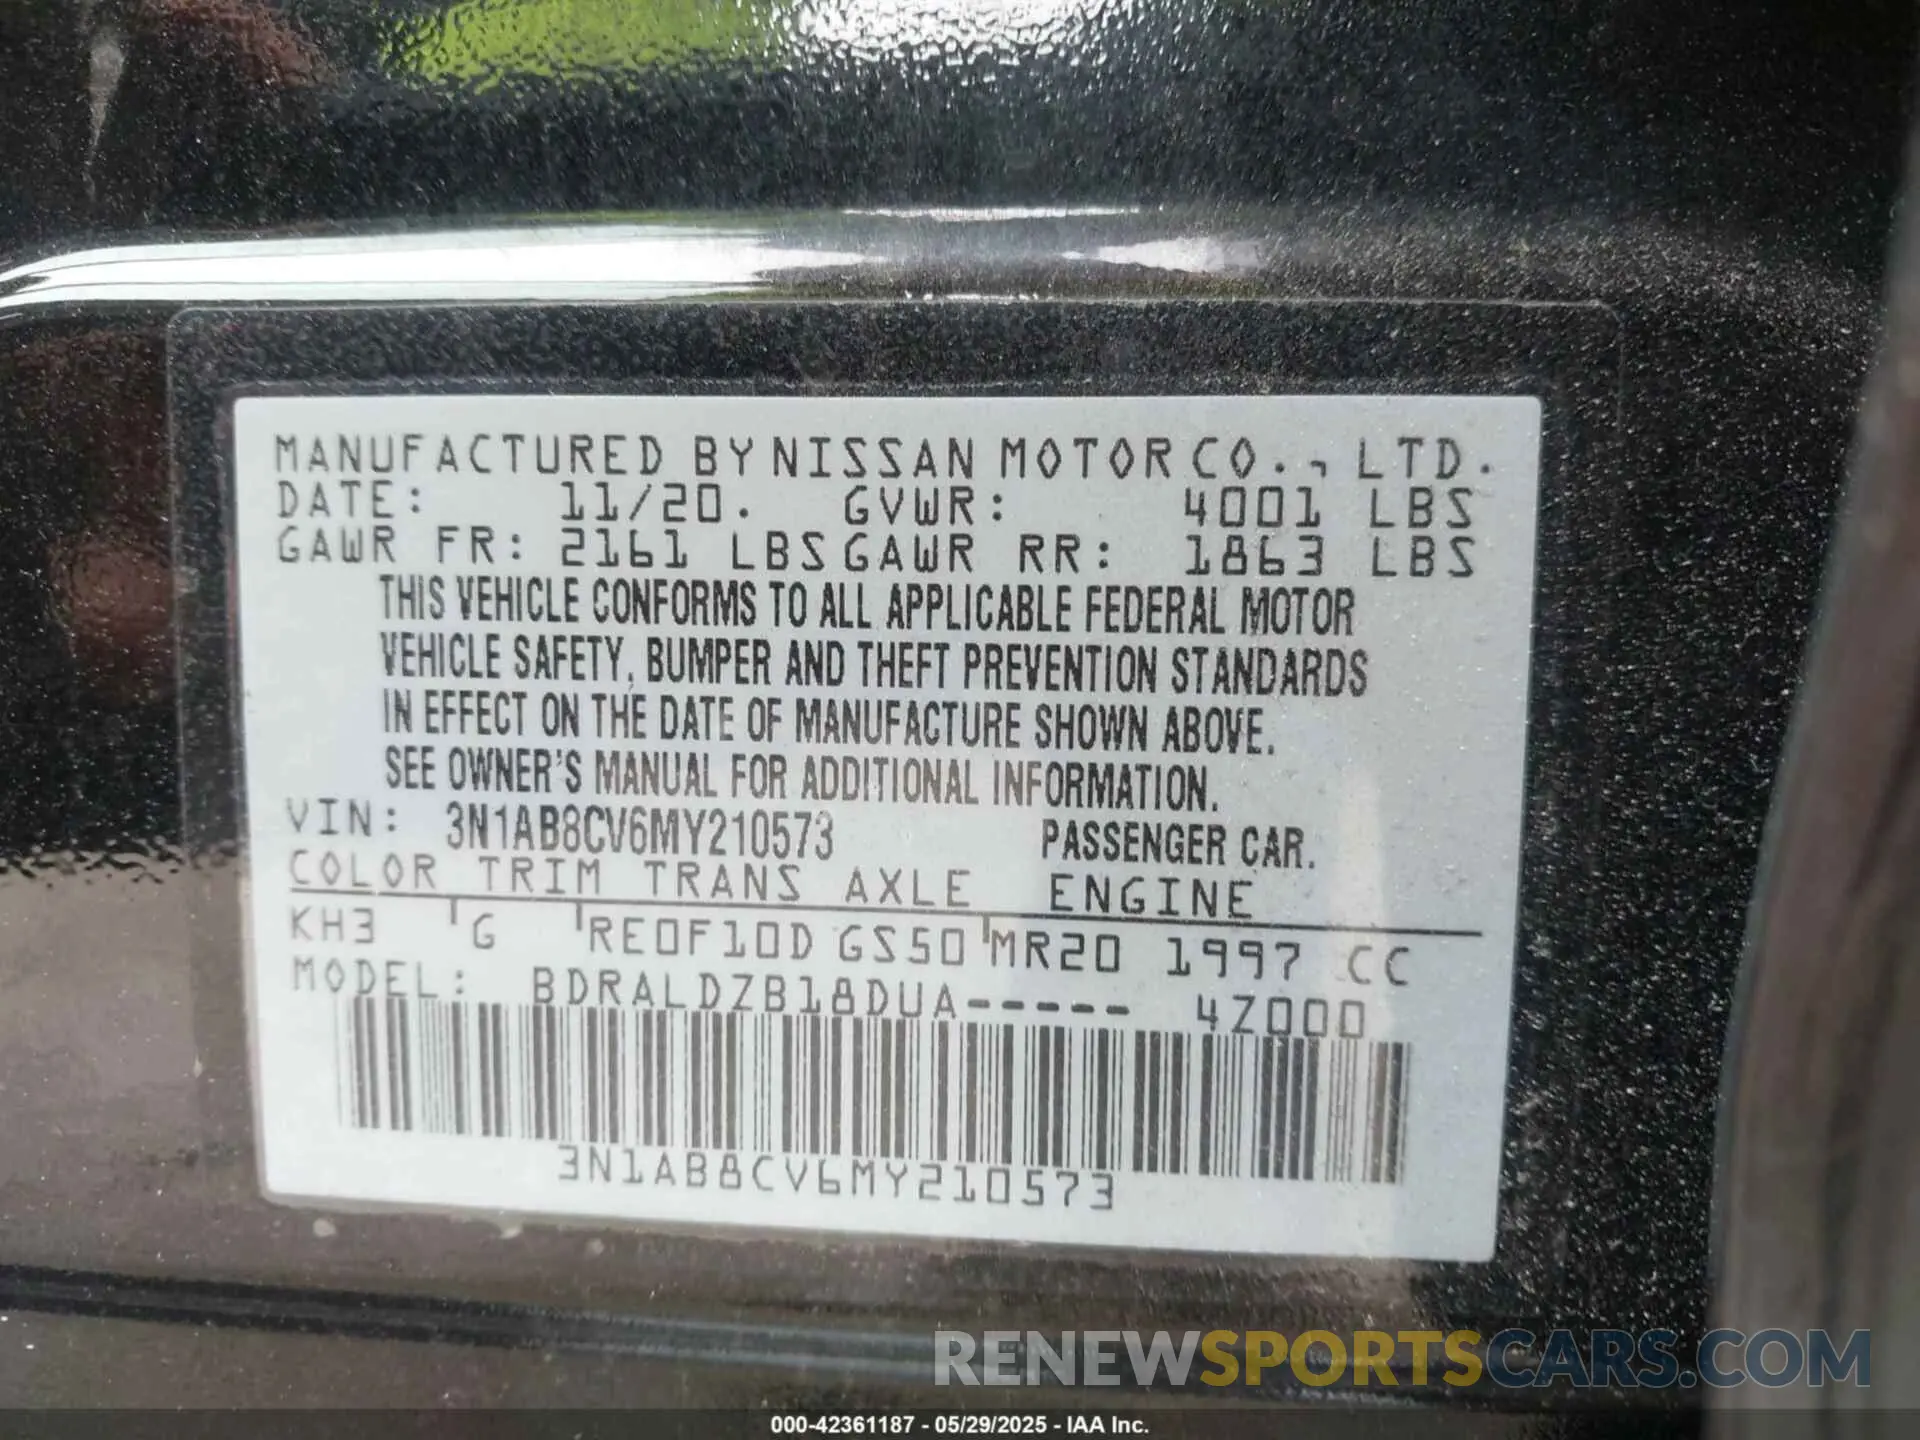 MANUFACTURED BY NISSAN MOTOR CO., LTD.
DATE: 11/20. GVWR: 4001 LBS
GAWR FR: 2161 LBS GAWR RR: 1863 LBS
THIS VEHICLE CONFORMS TO ALL APPLICABLE FEDERAL MOTOR
VEHICLE SAFETY, BUMPER AND THEFT PREVENTION STANDARDS
IN EFFECT ON THE DATE OF MANUFACTURE SHOWN ABOVE.
SEE OWNER'S MANUAL FOR ADDITIONAL INFORMATION.
VIN: 3N1AB8CV6MY210573 PASSENGER CAR.
COLOR TRIM TRANS AXLE ENGINE
KH3 G RE0F10D GS50 MR20 1997 CC
MODEL: BDRALDZB18DUA----- 4Z000
3N1AB8CV6MY210573
RENEWSPORTSCARS.COM
000-42361187 - 05/29/2025 - IAA Inc.